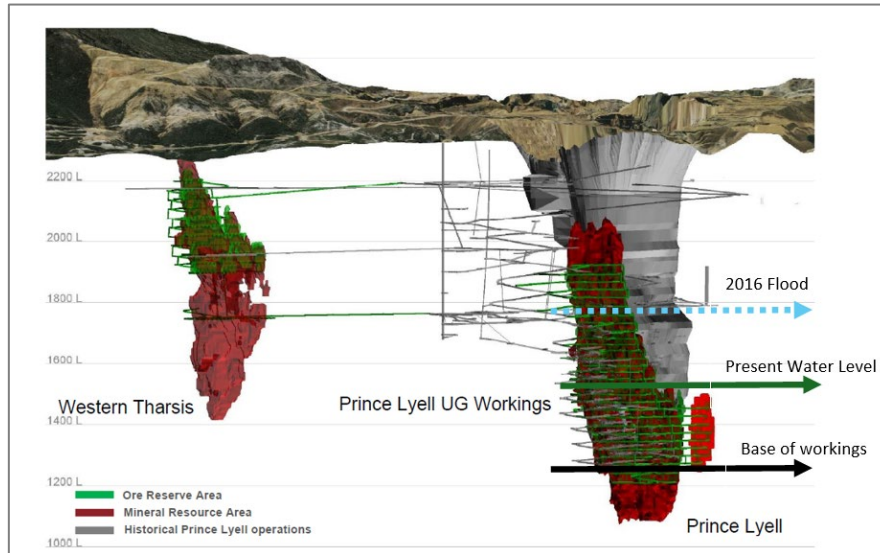 2200 L
2000 L
2016 Flood
1800 L
1600 L
Present Water Level
Western Tharsis
Prince Lyell UG Workings
1400 L
Base of workings
1200 L
Ore Reserve Area
Mineral Resource Area
Historical Prince Lyell operations
Prince Lyell
1000 L